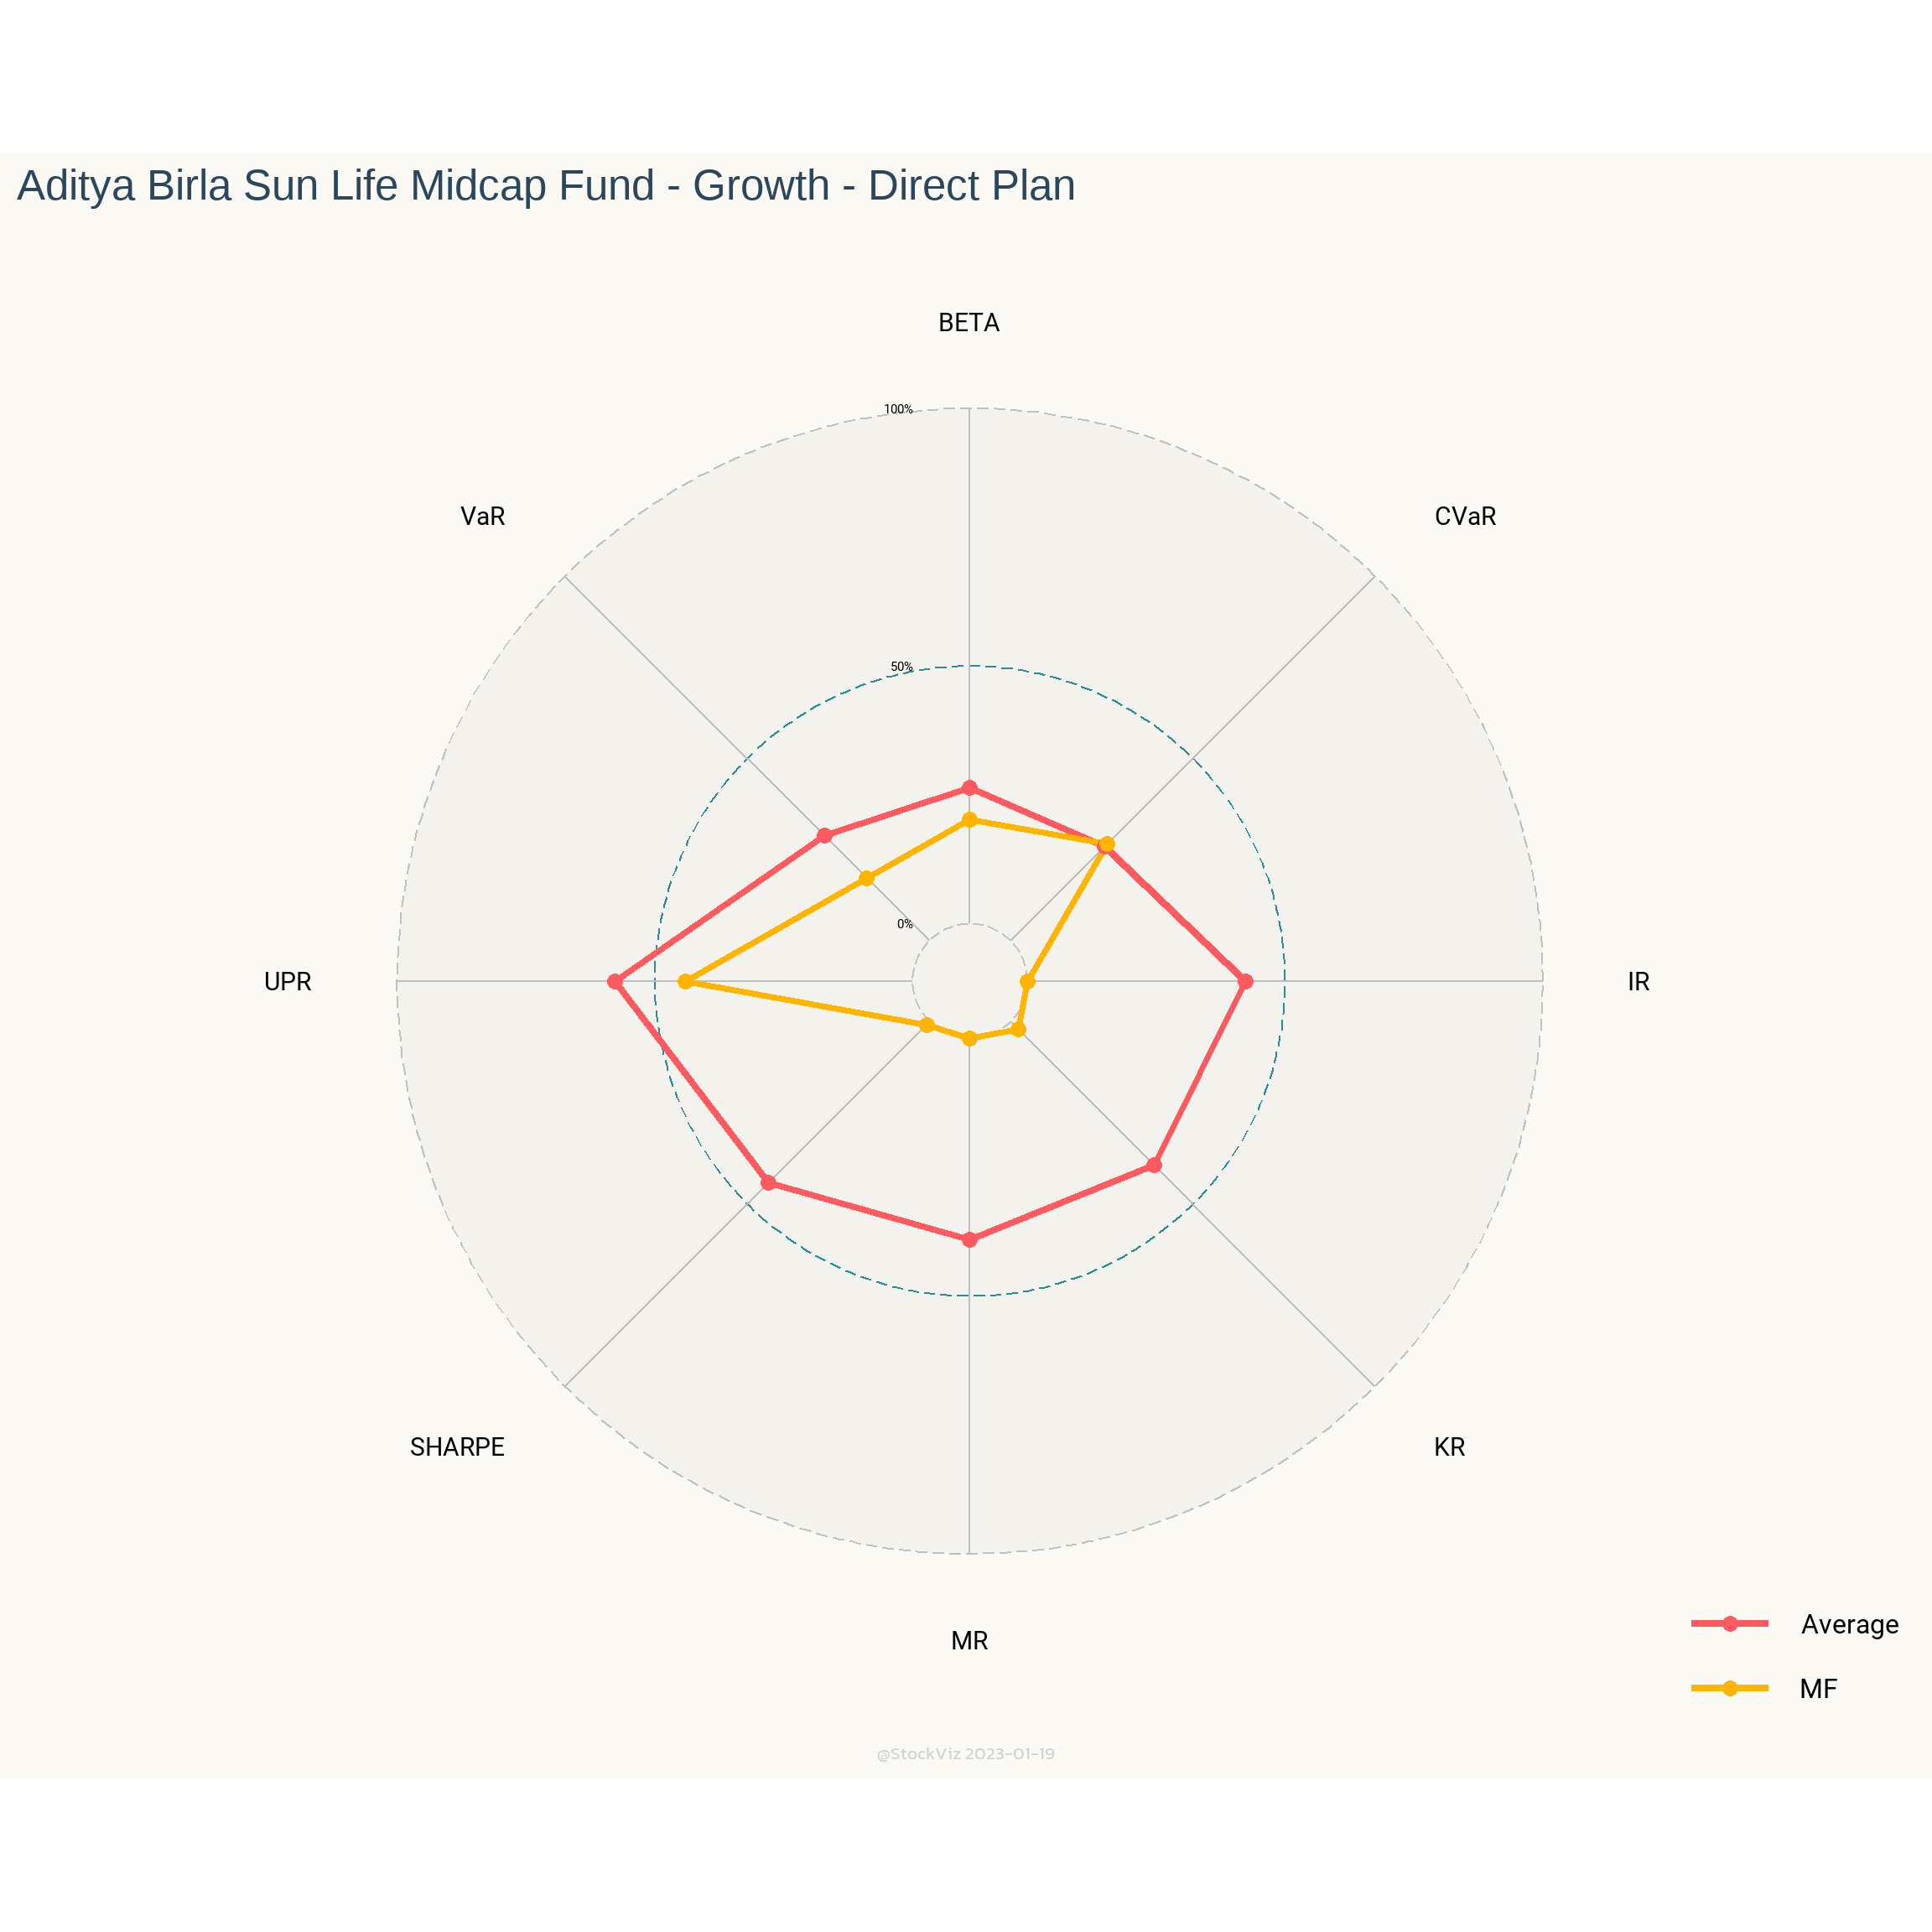 Aditya Birla Sun Life Midcap Fund - Growth - Direct Plan
BETA
100%
VaR
CVaR
50%
0%
UPR
IR
SHARPE
KR
MR
Average
MF
@StockViz 2023-01-19